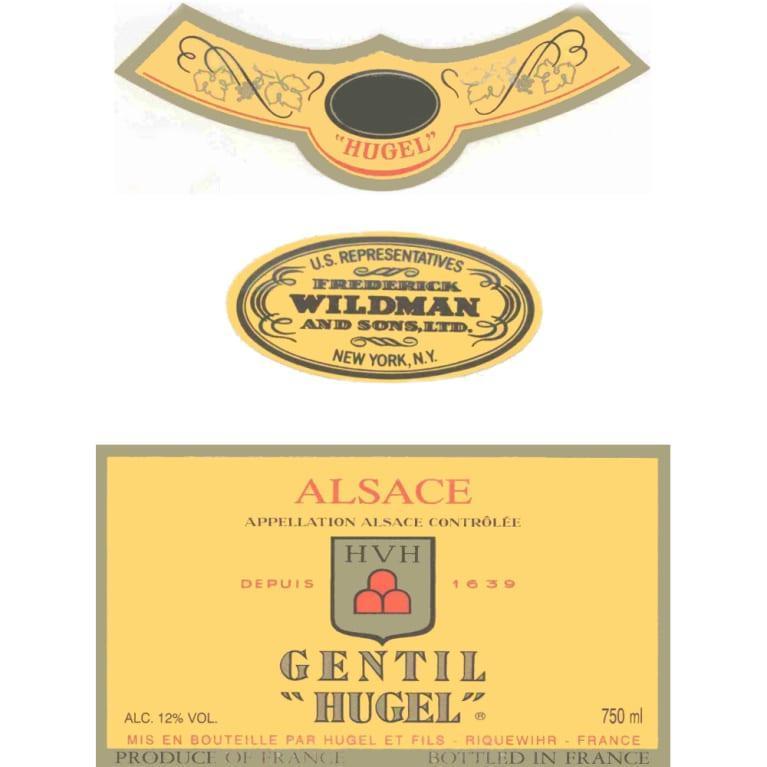 "HUGEL"
U.S. REPRESENTATIVES
FREDERICK
WILDMAN
AND SONS, LTD.
NEW YORK, N.Y.
ALSACE
APPELLATION ALSACE CONTRÔLÉE
HVH
DEPUIS 1639
GENTIL
"HUGEL" ®
ALC. 12% VOL. 750 ml
MIS EN BOUTEILLE PAR HUGEL ET FILS - RIQUEWIHR - FRANCE
PRODUCE OF FRANCE BOTTLED IN FRANCE